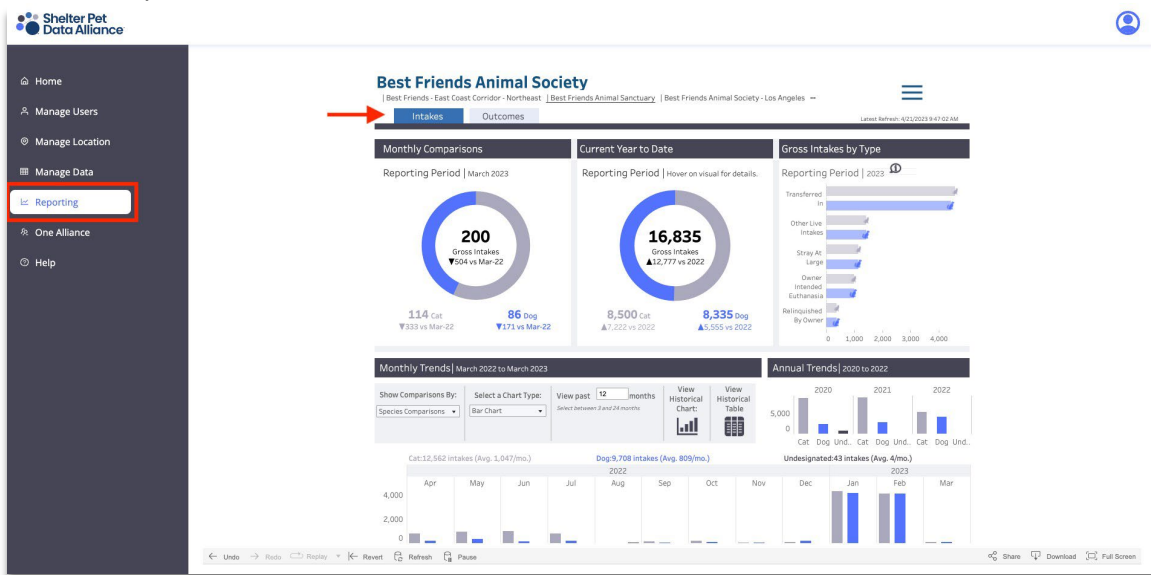 Shelter Pet
Data Alliance
Home
Manage Users
Manage Location
Manage Data
Reporting
One Alliance
Help
Best Friends Animal Society
| Best Friends - East Coast Corridor - Northeast | Best Friends Animal Sanctuary | Best Friends Animal Society - Los Angeles
Intakes Outcomes
Latest Refresh: 4/21/2023 9:47:02 AM
Monthly Comparisons
Reporting Period | March 2023
200
Gross Intakes
▼504 vs Mar-22
114 Cat
▼333 vs Mar-22
86 Dog
▼171 vs Mar-22
Current Year to Date
Reporting Period | Hover on visual for details.
16,835
Gross Intakes
▲12,777 vs 2022
8,500 Cat
▲7,222 vs 2022
8,335 Dog
▲5,555 vs 2022
Gross Intakes by Type
Reporting Period | 2023
Transferred
In
Other Live
Intakes
Stray At
Large
Owner
Intended
Euthanasia
Relinquished
By Owner
0 1,000 2,000 3,000 4,000
Monthly Trends | March 2022 to March 2023
Show Comparisons By:
Species Comparisons
Select a Chart Type:
Bar Chart
View past 12 months
Select between 3 and 24 months
View
Historical
Chart:
View
Historical
Table
Annual Trends | 2020 to 2022
2020 2021 2022
5,000
0
Cat Dog Und.. Cat Dog Und.. Cat Dog Und..
Cat:12,562 intakes (Avg. 1,047/mo.) Dog:9,708 intakes (Avg. 809/mo.) Undesignated:43 intakes (Avg. 4/mo.)
2022 2023
Apr May Jun Jul Aug Sep Oct Nov Dec Jan Feb Mar
4,000
2,000
0
Undo Redo Replay Revert Refresh Pause Share Download Full Screen